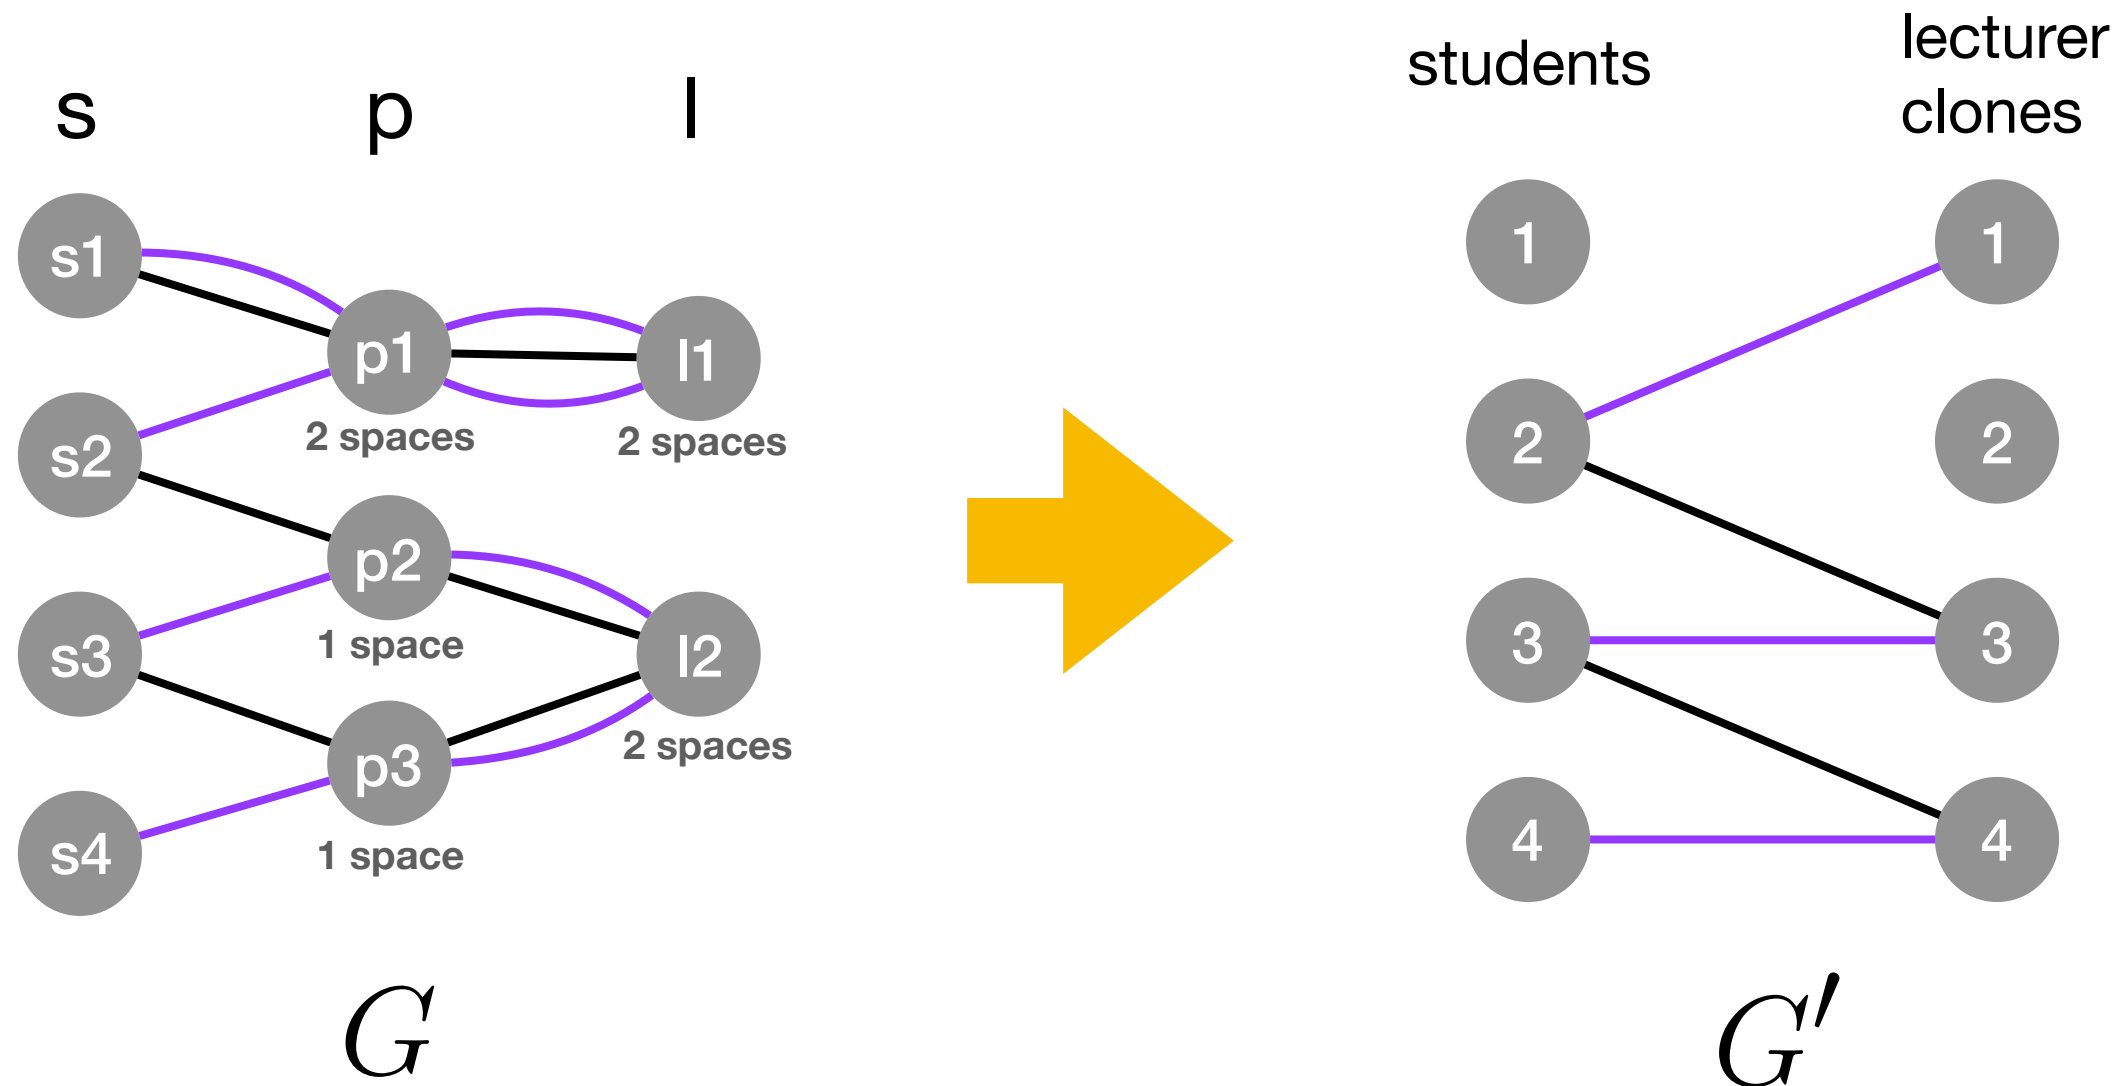 s p l
s1
s2
s3
s4
p1
2 spaces
p2
1 space
p3
1 space
l1
2 spaces
l2
2 spaces
G
students
lecturer
clones
1
2
3
4
1
2
3
4
G′